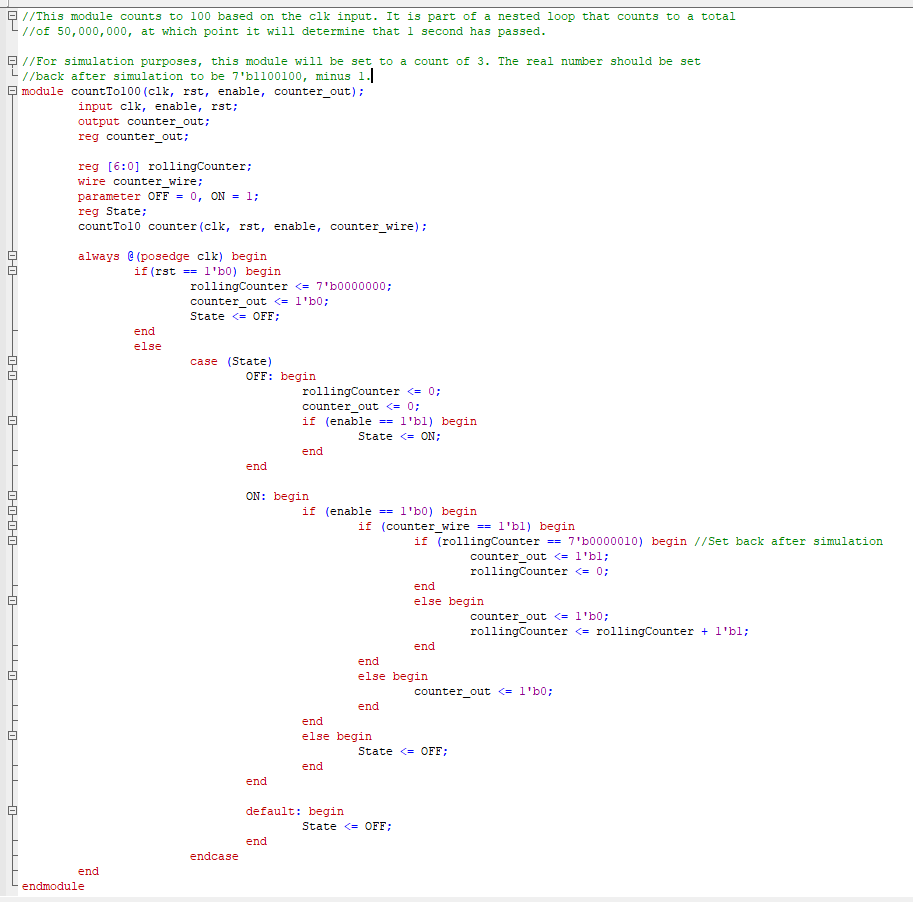 //This module counts to 100 based on the clk input. It is part of a nested loop that counts to a total
//of 50,000,000, at which point it will determine that 1 second has passed.
//For simulation purposes, this module will be set to a count of 3. The real number should be set
//back after simulation to be 7'b1100100, minus 1.
module countTo100(clk, rst, enable, counter_out);
input clk, enable, rst;
output counter_out;
reg counter_out;
reg [6:0] rollingCounter;
wire counter_wire;
parameter OFF = 0, ON = 1;
reg State;
countTo10 counter(clk, rst, enable, counter_wire);
always @(posedge clk) begin
if(rst == 1'b0) begin
rollingCounter <= 7'b0000000;
counter_out <= 1'b0;
State <= OFF;
end
else
case (State)
OFF: begin
rollingCounter <= 0;
counter_out <= 0;
if (enable == 1'b1) begin
State <= ON;
end
end
ON: begin
if (enable == 1'b0) begin
if (counter_wire == 1'b1) begin
if (rollingCounter == 7'b0000010) begin //Set back after simulation
counter_out <= 1'b1;
rollingCounter <= 0;
end
else begin
counter_out <= 1'b0;
rollingCounter <= rollingCounter + 1'b1;
end
end
else begin
counter_out <= 1'b0;
end
end
else begin
State <= OFF;
end
end
default: begin
State <= OFF;
end
endcase
end
endmodule